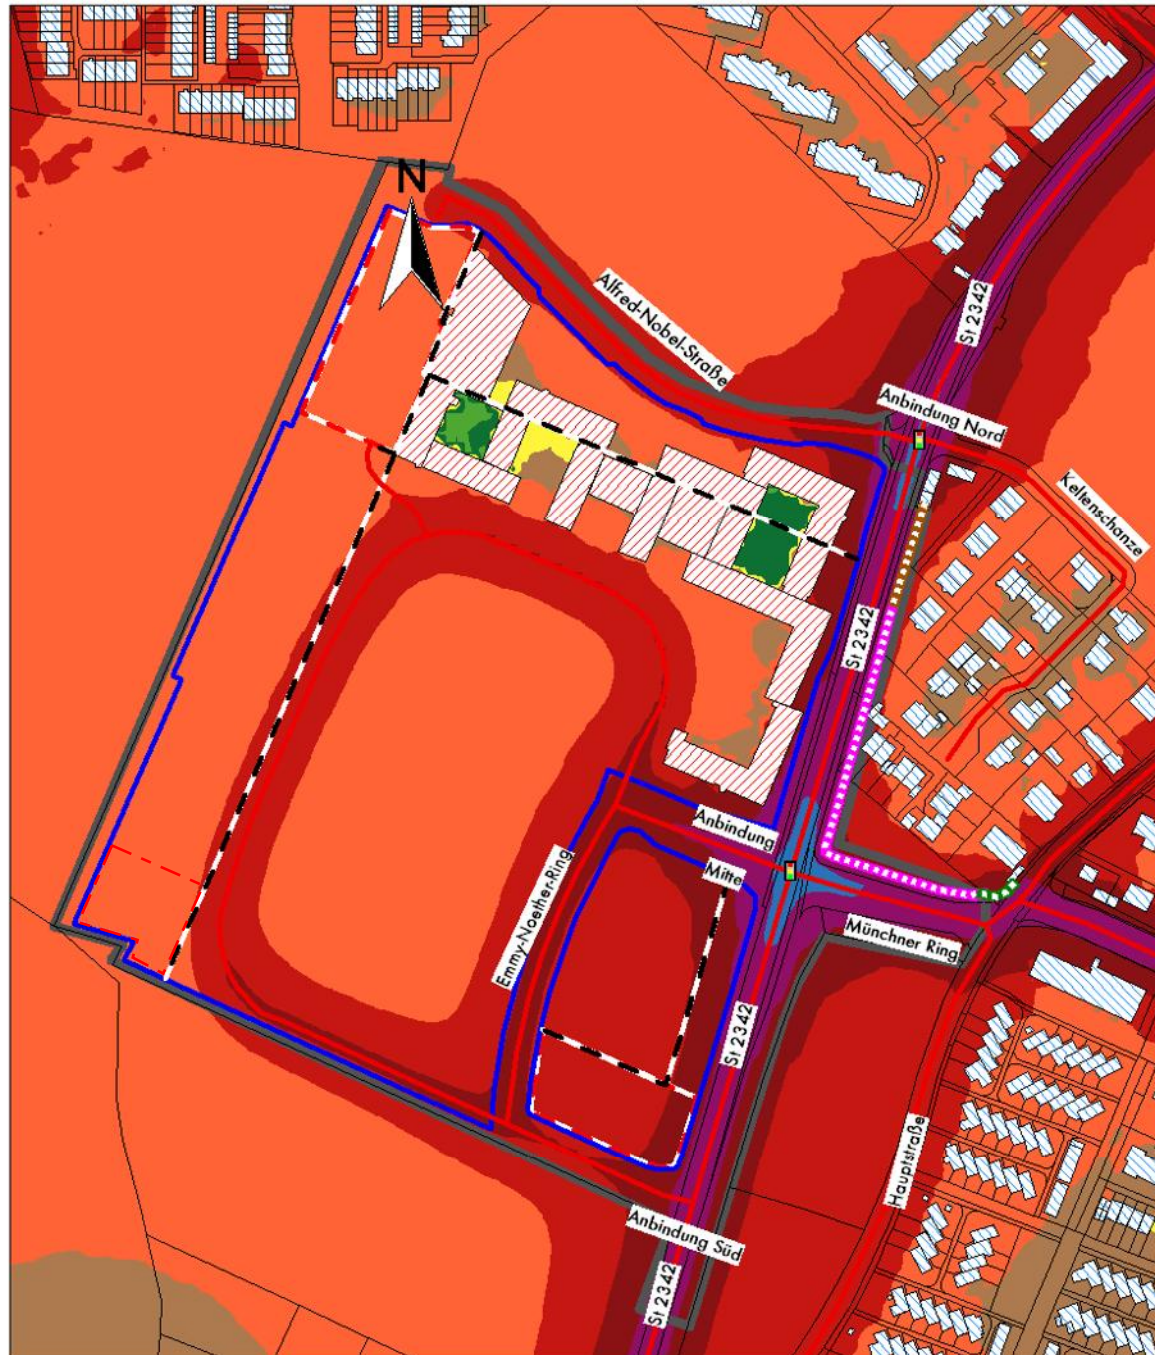 N
Alfred-Nobel-Straße
St 2342
Anbindung Nord
Keltenschanze
St 2342
Anbindung
Mitte
Emmy-Noether-Ring
Münchner Ring
St 2342
Hauptstraße
Anbindung Süd
St 2342